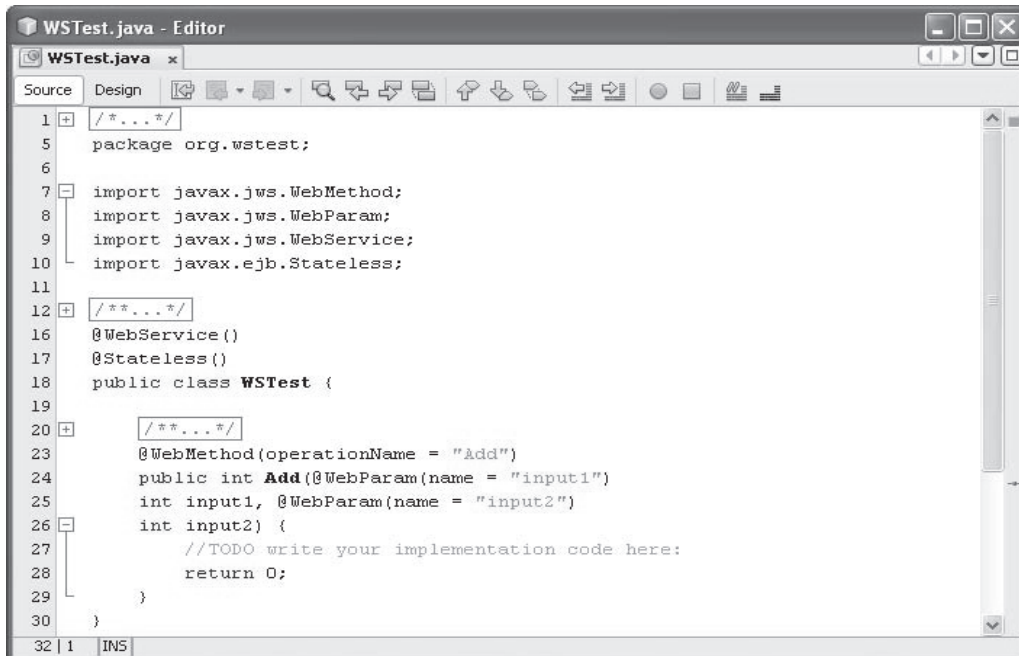 WSTest.java - Editor
WSTest.java x
Source Design
1 /*...*/
5 package org.wstest;
6
7 import javax.jws.WebMethod;
8 import javax.jws.WebParam;
9 import javax.jws.WebService;
10 import javax.ejb.Stateless;
11
12 /**...*/
16 @WebService()
17 @Stateless()
18 public class WSTest {
19
20 /**...*/
23 @WebMethod(operationName = "Add")
24 public int Add(@WebParam(name = "input1")
25 int input1, @WebParam(name = "input2")
26 int input2) {
27 //TODO write your implementation code here:
28 return 0;
29 }
30 }
32 | 1 INS